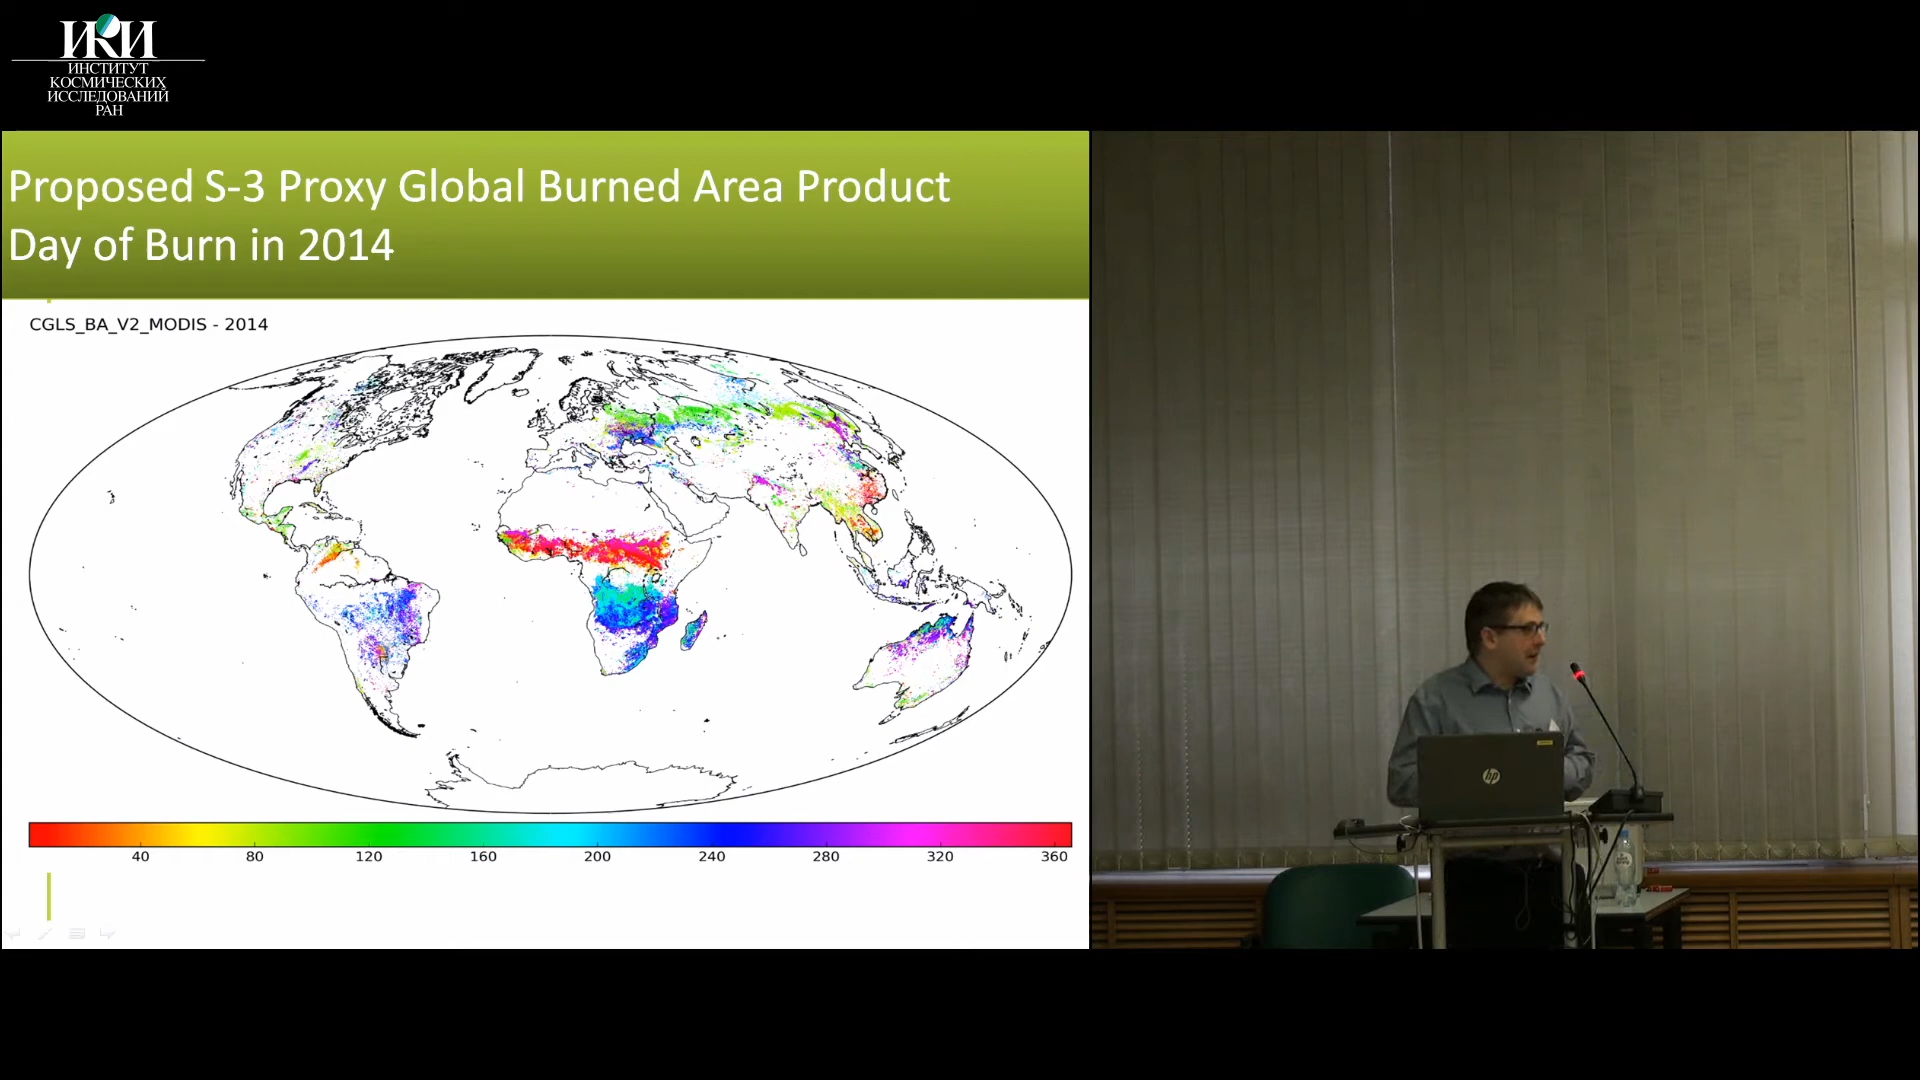 ИКИ
ИНСТИТУТ
КОСМИЧЕСКИХ
ИССЛЕДОВАНИЙ
РАН
Proposed S-3 Proxy Global Burned Area Product
Day of Burn in 2014
CGLS_BA_V2_MODIS - 2014
40 80 120 160 200 240 280 320 360
hp